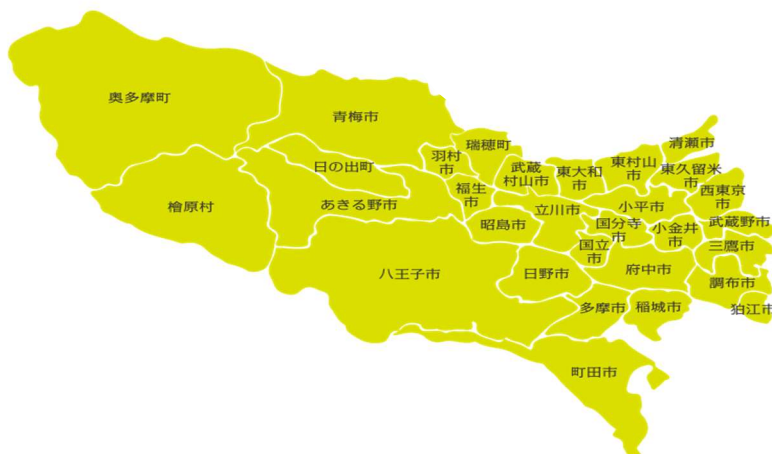 奥多摩町
青梅市
瑞穂町
清瀬市
羽村
市
武蔵
村山市
東大和
市
東村山
市
東久留米
市
日の出町
西東京
市
檜原村
あきる野市
福生
市
昭島市
立川市
小平市
武蔵野市
国分寺
市
小金井
市
国立
市
三鷹市
八王子市
日野市
府中市
調布市
多摩市
稲城市
狛江市
町田市